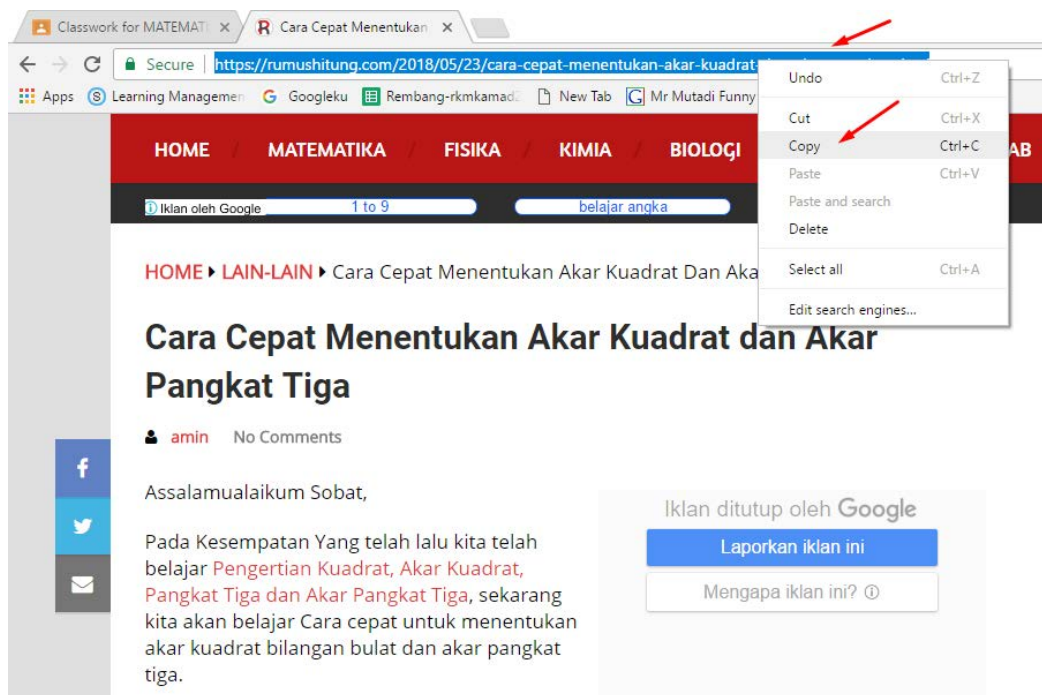 Classwork for MATEMATI
Cara Cepat Menentukan
Secure https://rumushitung.com/2018/05/23/cara-cepat-menentukan-akar-kuadrat-
Apps Learning Managemen Googleku Rembang-rkmkamad New Tab Mr Mutadi Funny
Undo Ctrl+Z
Cut Ctrl+X
Copy Ctrl+C
Paste Ctrl+V
Paste and search
Delete
Select all Ctrl+A
Edit search engines...
HOME / MATEMATIKA / FISIKA / KIMIA / BIOLOGI AB
Iklan oleh Google 1 to 9 belajar angka
HOME LAIN-LAIN Cara Cepat Menentukan Akar Kuadrat Dan Aka
Cara Cepat Menentukan Akar Kuadrat dan Akar
Pangkat Tiga
amin No Comments
Assalamualaikum Sobat,
Pada Kesempatan Yang telah lalu kita telah
belajar Pengertian Kuadrat, Akar Kuadrat,
Pangkat Tiga dan Akar Pangkat Tiga, sekarang
kita akan belajar Cara cepat untuk menentukan
akar kuadrat bilangan bulat dan akar pangkat
tiga.
Iklan ditutup oleh Google
Laporkan iklan ini
Mengapa iklan ini?